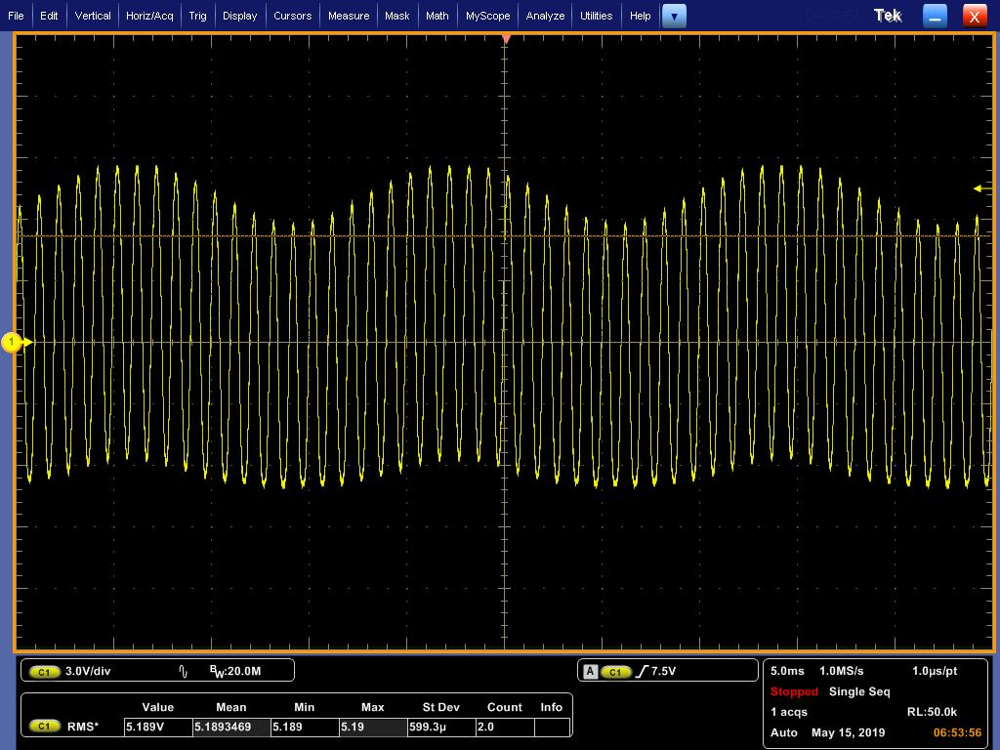 File Edit Vertical Horiz/Acq Trig Display Cursors Measure Mask Math MyScope Analyze Utilities Help Tek X
1
C1 3.0V/div BW:20.0M
A C1 7.5V
5.0ms 1.0MS/s 1.0µs/pt
Stopped Single Seq
1 acqs RL:50.0k
Auto May 15, 2019 06:53:56
Value Mean Min Max St Dev Count Info
C1 RMS* 5.189V 5.1893469 5.189 5.19 599.3µ 2.0